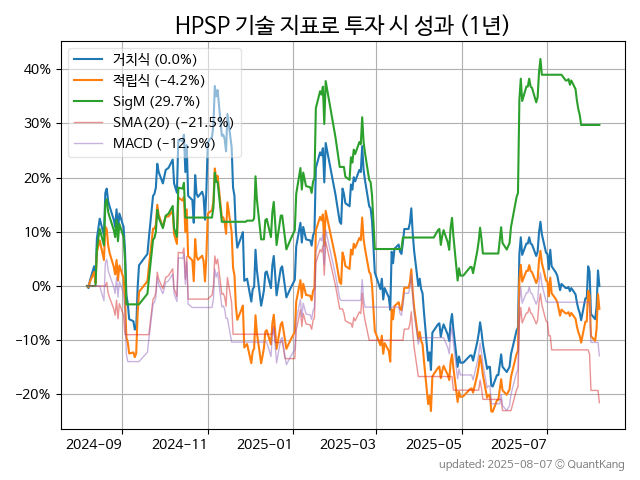 HPSP 기술 지표로 투자 시 성과 (1년)
거치식 (0.0%)
적립식 (−4.2%)
SigM (29.7%)
SMA(20) (−21.5%)
MACD (−12.9%)
40%
30%
20%
10%
0%
−10%
−20%
2024-09 2024-11 2025-01 2025-03 2025-05 2025-07
updated: 2025-08-07 © QuantKang